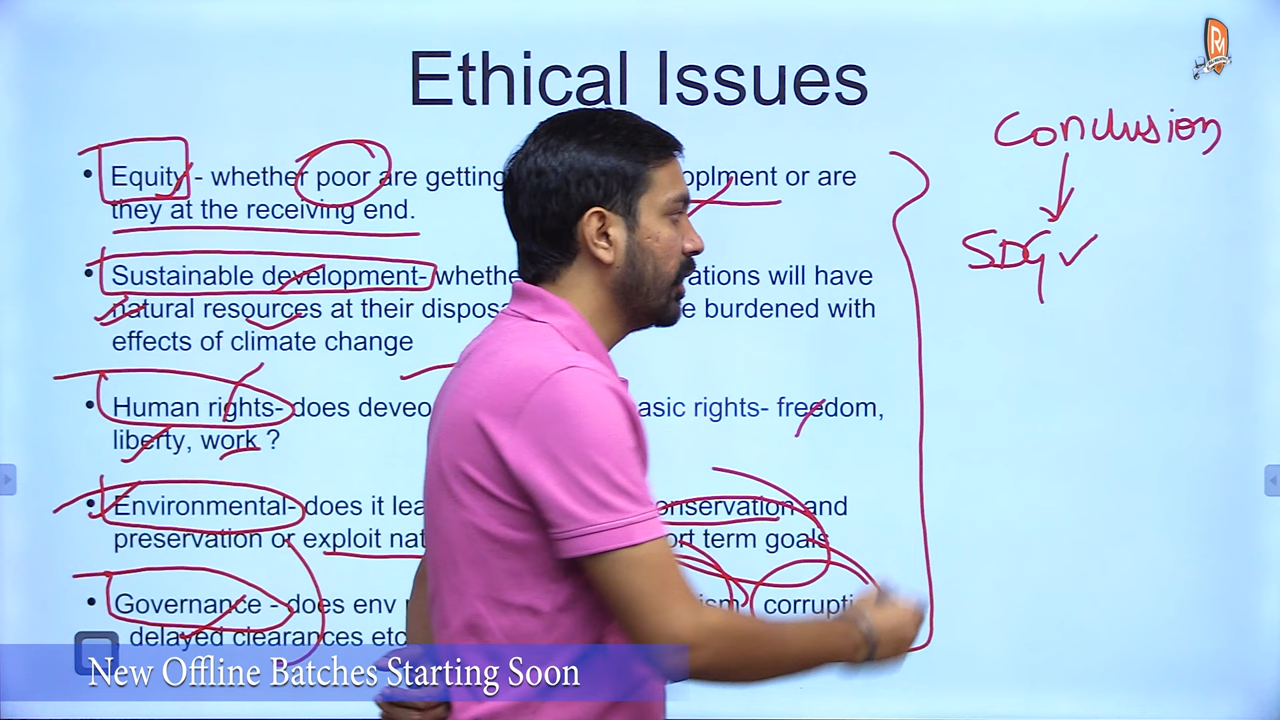 Ethical Issues
Conclusion
SDG
• Equity - whether poor are getting oplment or are
they at the receiving end.
• Sustainable development- whethe ations will have
natural resources at their disposa e burdened with
effects of climate change
• Human rights- does deveo asic rights- freedom,
liberty, work ?
• Environmental- does it lea onservation and
preservation or exploit nat ort term goals
• Governance - does env ism corrupti
delayed clearances etc
New Offline Batches Starting Soon